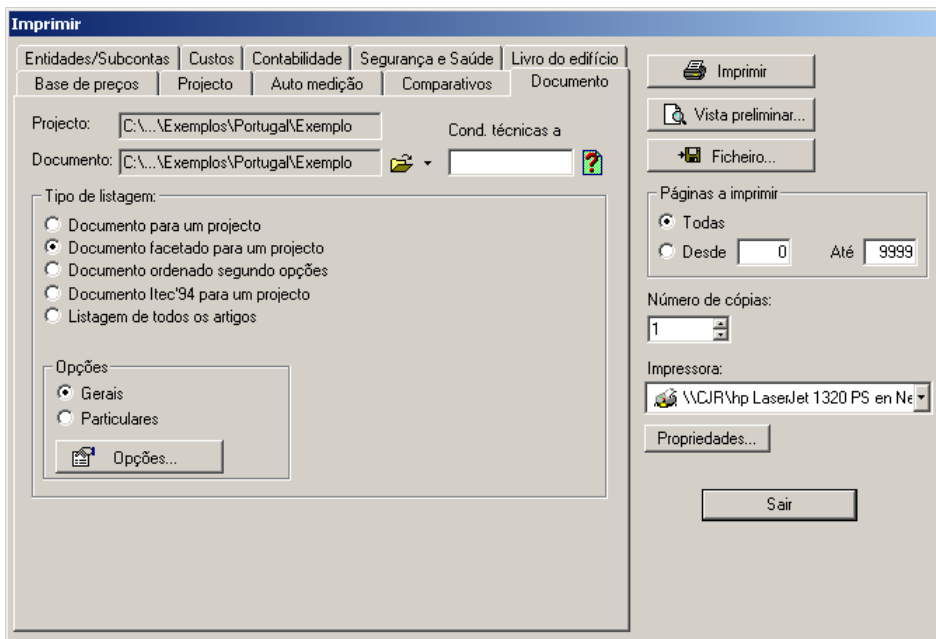 Imprimir
Entidades/Subcontas Custos Contabilidade Segurança e Saúde Livro do edifício
Base de preços Projecto Auto medição Comparativos Documento
Projecto: C:\...\Exemplos\Portugal\Exemplo
Cond. técnicas a
Documento: C:\...\Exemplos\Portugal\Exemplo
Tipo de listagem:
Documento para um projecto
Documento facetado para um projecto
Documento ordenado segundo opções
Documento Itec'94 para um projecto
Listagem de todos os artigos
Opções
Gerais
Particulares
Opções...
Imprimir
Vista preliminar...
Ficheiro...
Páginas a imprimir
Todas
Desde 0 Até 9999
Número de cópias:
1
Impressora:
\\CJR\hp LaserJet 1320 PS en Ne
Propriedades...
Sair